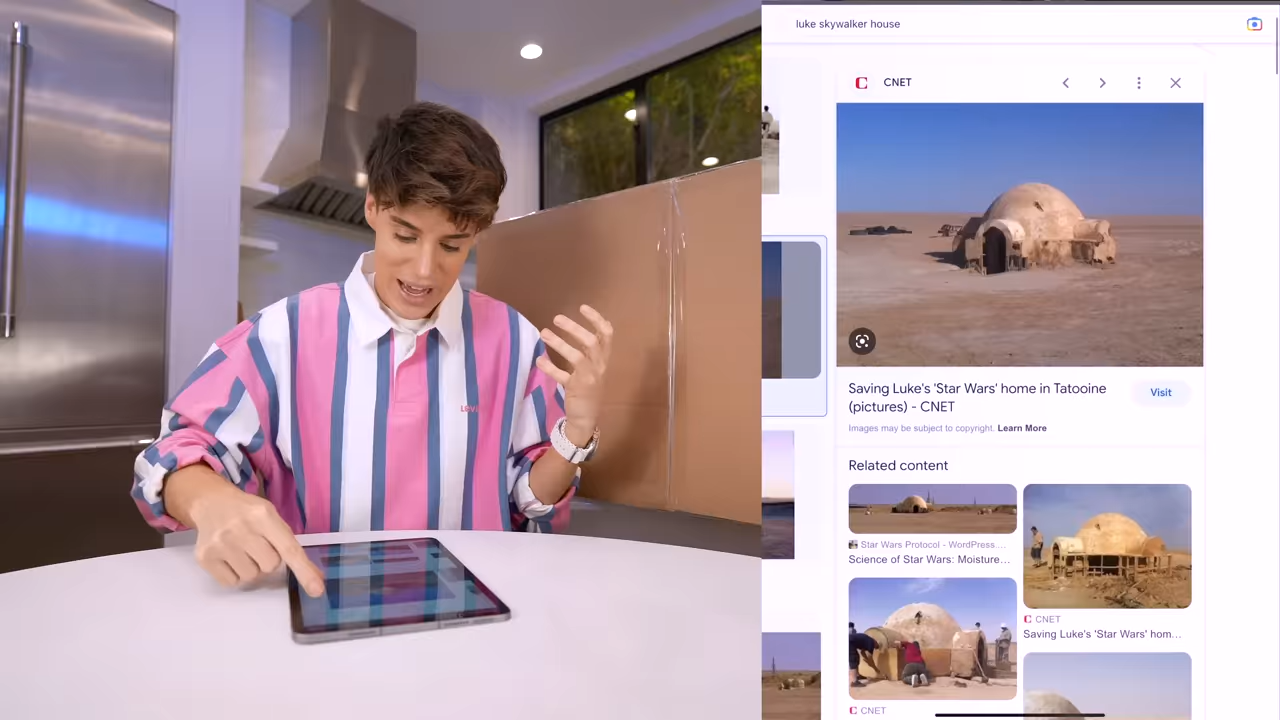 luke skywalker house
CNET
Saving Luke's 'Star Wars' home in Tatooine
(pictures) - CNET
Visit
Images may be subject to copyright. Learn More
Related content
Star Wars Protocol - WordPress....
Science of Star Wars: Moisture...
CNET
Saving Luke's 'Star Wars' hom...
CNET